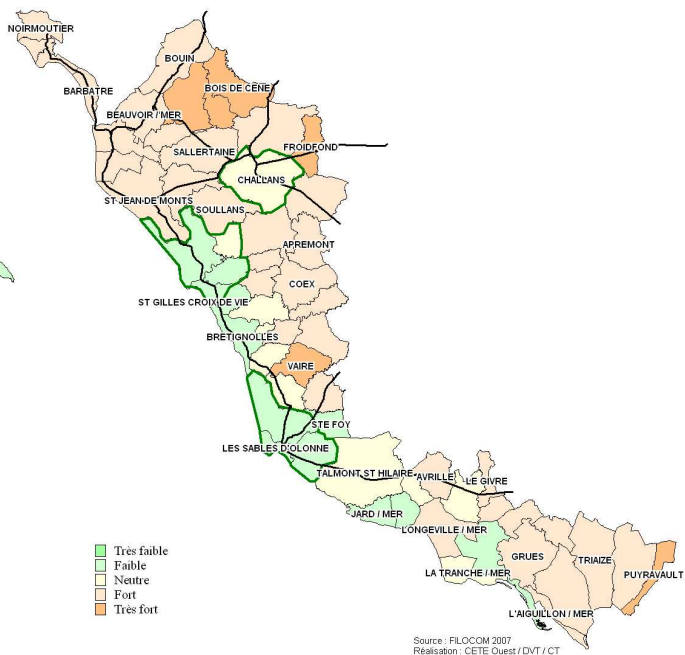 NOIRMOUTIER
BOUIN
BARBATRE
BOIS DE CENE
BEAUVOIR / MER
SALLERTAINE
FROIDFOND
CHALLANS
ST JEAN DE MONTS
SOULLANS
APREMONT
COEX
ST GILLES CROIX DE VIE
BRETIGNOLLES
VAIRE
STE FOY
LES SABLES D'OLONNE
TALMONT ST HILAIRE
AVRILLE
LE GIVRE
JARD / MER
LONGEVILLE / MER
GRUES
TRIAIZE
LA TRANCHE / MER
PUYRAVAULT
L'AIGUILLON / MER
Très faible
Faible
Neutre
Fort
Très fort
Source : FILOCOM 2007
Réalisation : CETE Ouest / DVT / CT